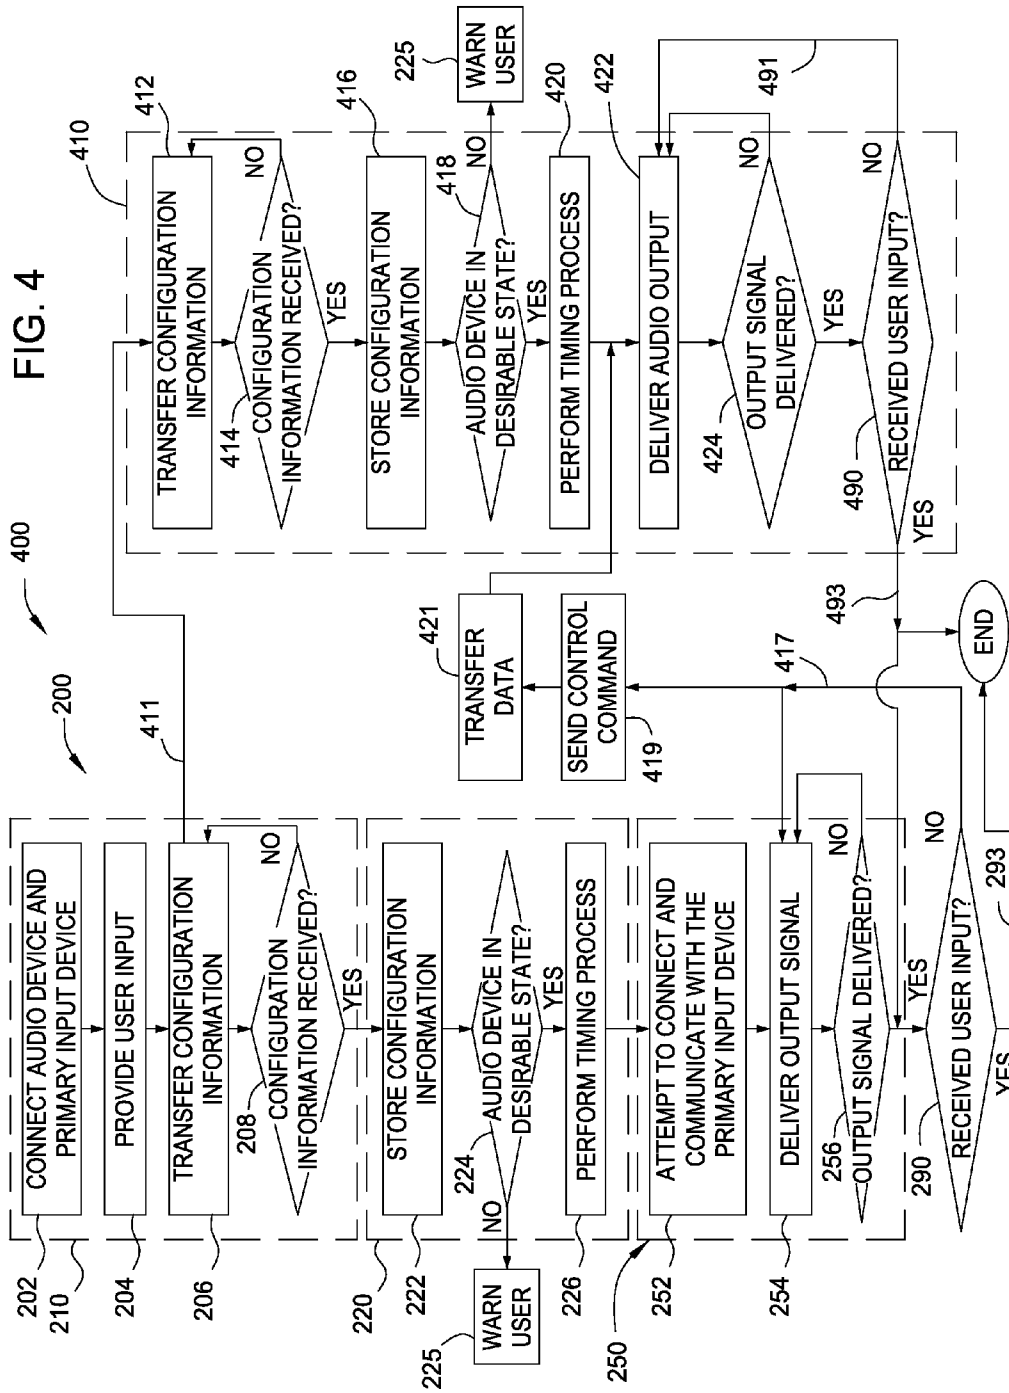 FIG. 4
400
200
202
CONNECT AUDIO DEVICE AND
PRIMARY INPUT DEVICE
210
204
PROVIDE USER INPUT
206
TRANSFER CONFIGURATION
INFORMATION
411
208
CONFIGURATION
INFORMATION RECEIVED?
NO
YES
220
222
STORE CONFIGURATION
INFORMATION
224
AUDIO DEVICE IN
DESIRABLE STATE?
NO
YES
WARN
USER
225
226
PERFORM TIMING PROCESS
250
252
ATTEMPT TO CONNECT AND
COMMUNICATE WITH THE
PRIMARY INPUT DEVICE
254
DELIVER OUTPUT SIGNAL
256
OUTPUT SIGNAL DELIVERED?
NO
YES
290
RECEIVED USER INPUT?
NO
YES
293
END
417
SEND CONTROL
COMMAND
419
TRANSFER
DATA
421
410
412
TRANSFER CONFIGURATION
INFORMATION
414
CONFIGURATION
INFORMATION RECEIVED?
NO
YES
416
STORE CONFIGURATION
INFORMATION
418
AUDIO DEVICE IN
DESIRABLE STATE?
NO
YES
WARN
USER
225
420
PERFORM TIMING PROCESS
422
DELIVER AUDIO OUTPUT
424
OUTPUT SIGNAL
DELIVERED?
NO
YES
491
490
RECEIVED USER INPUT?
NO
YES
493